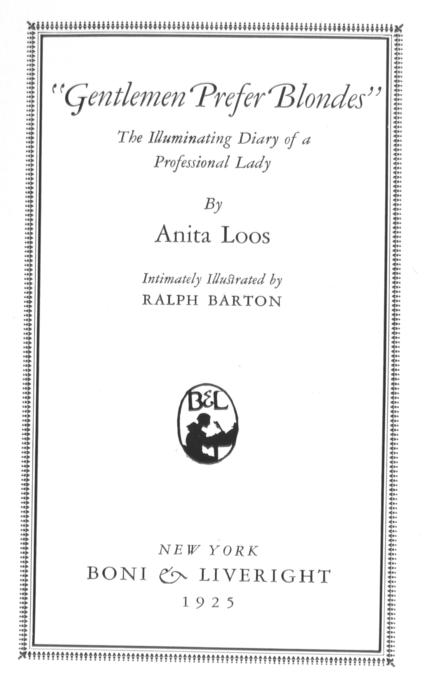 "Gentlemen Prefer Blondes"
The Illuminating Diary of a
Professional Lady
By
Anita Loos
Intimately Illustrated by
RALPH BARTON
B&L
NEW YORK
BONI & LIVERIGHT
1925